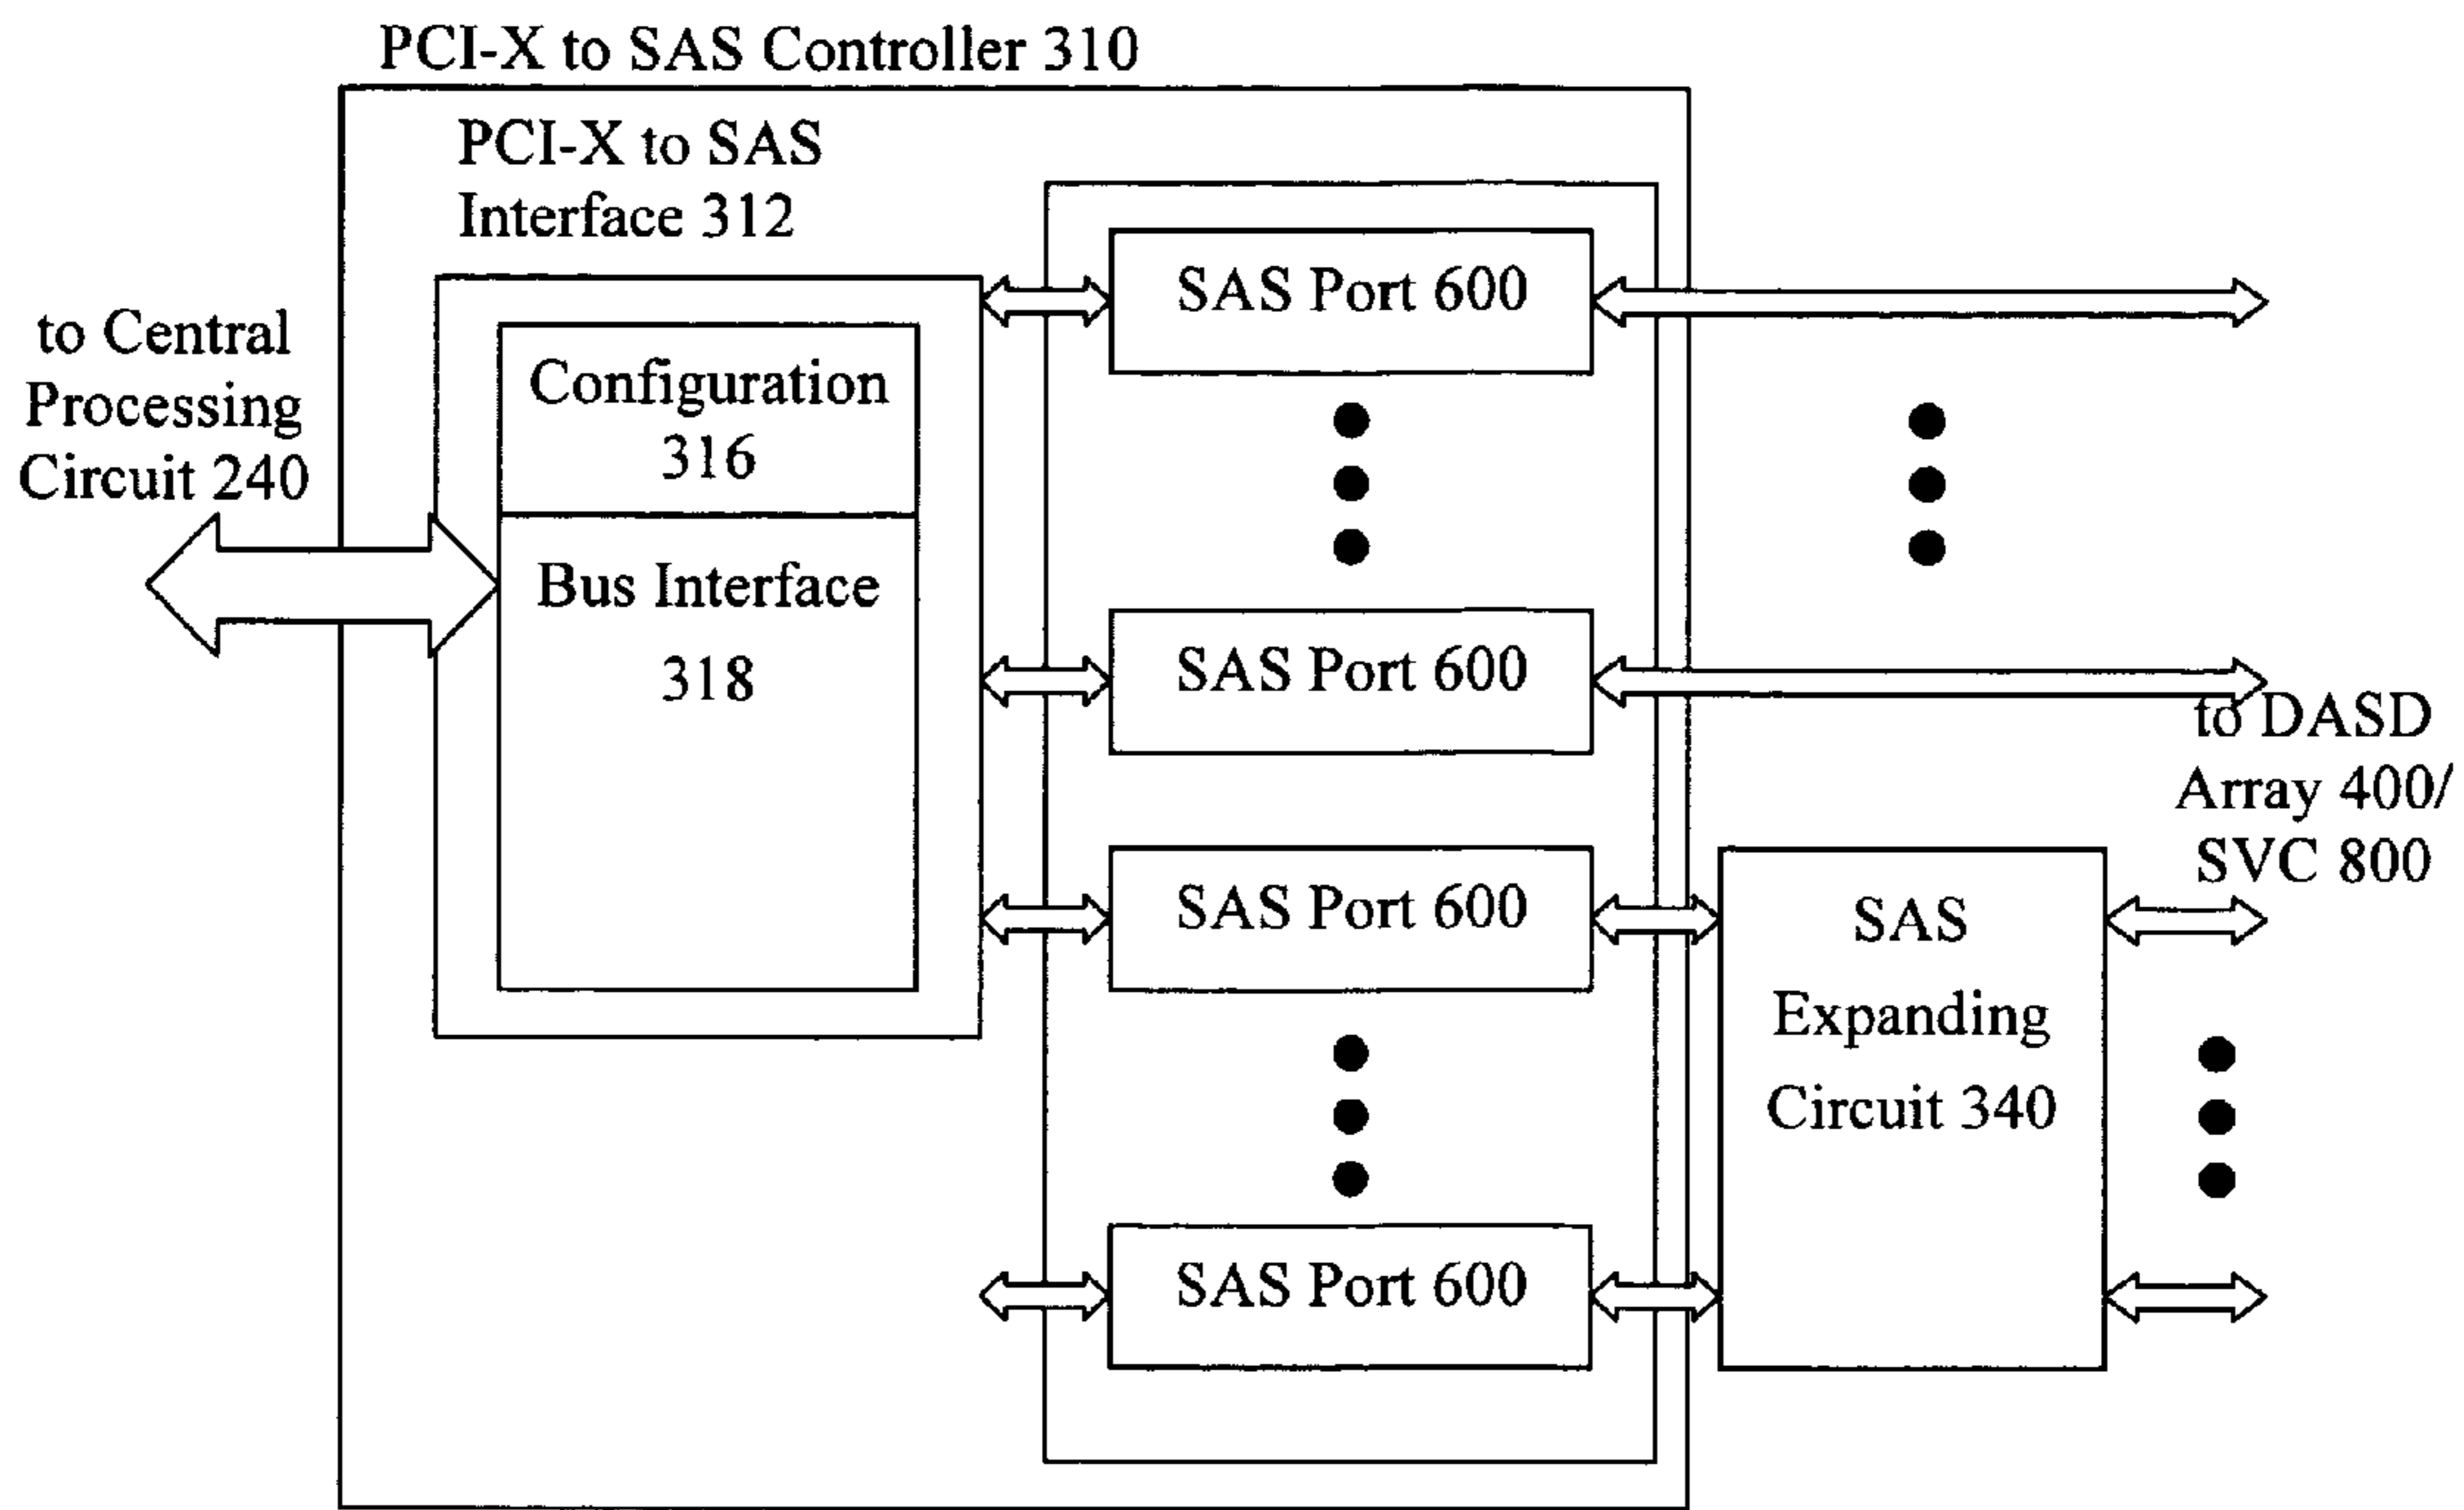 PCI-X to SAS Controller 310
PCI-X to SAS
Interface 312
to Central
Processing
Circuit 240
Configuration
316
Bus Interface
318
SAS Port 600
SAS Port 600
SAS Port 600
SAS Port 600
to DASD
Array 400/
SVC 800
SAS
Expanding
Circuit 340